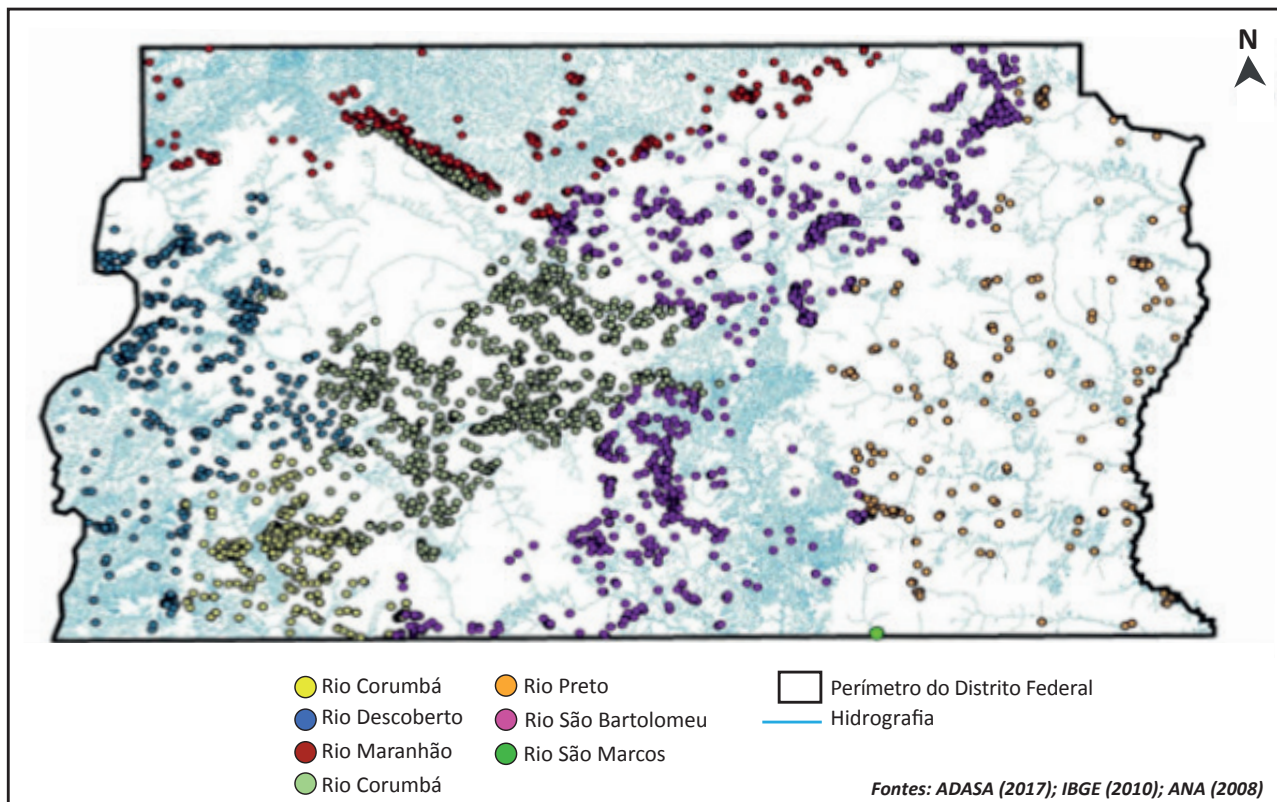 N
Rio Corumbá
Rio Descoberto
Rio Maranhão
Rio Corumbá
Rio Preto
Rio São Bartolomeu
Rio São Marcos
Perímetro do Distrito Federal
Hidrografia
Fontes: ADASA (2017); IBGE (2010); ANA (2008)